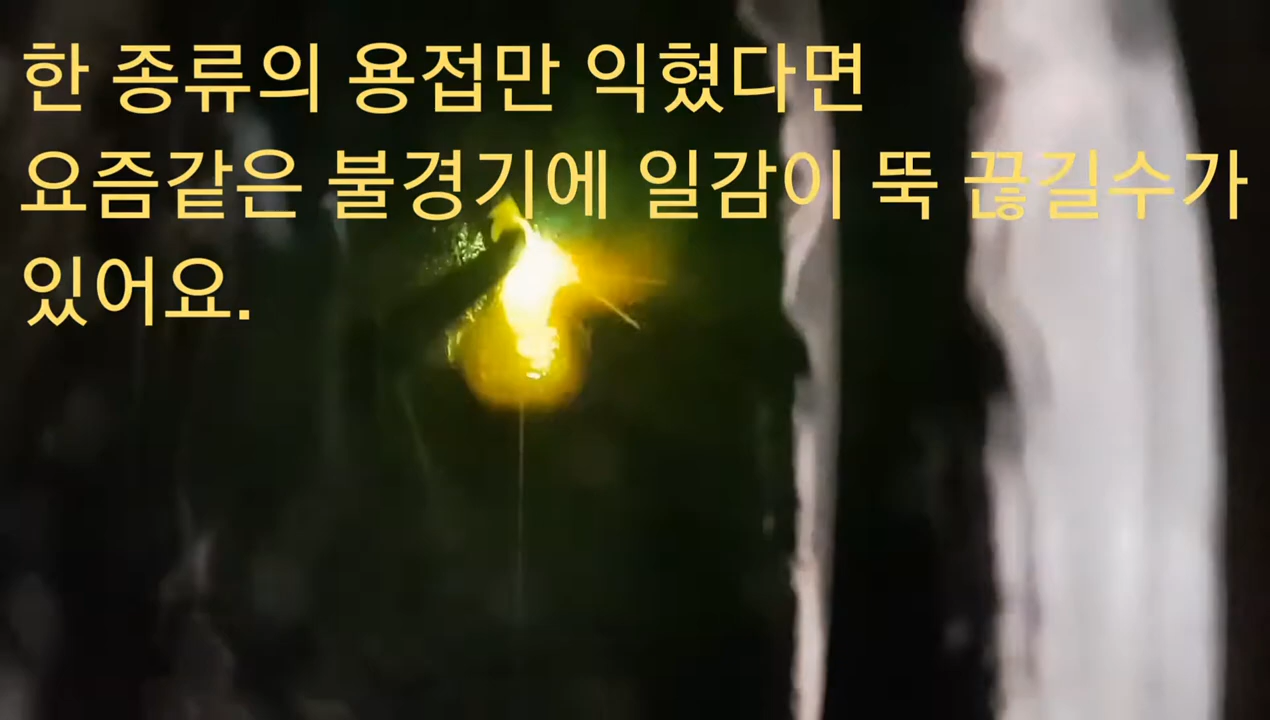 한 종류의 용접만 익혔다면
요즘같은 불경기에 일감이 뚝 끊길수가
있어요.